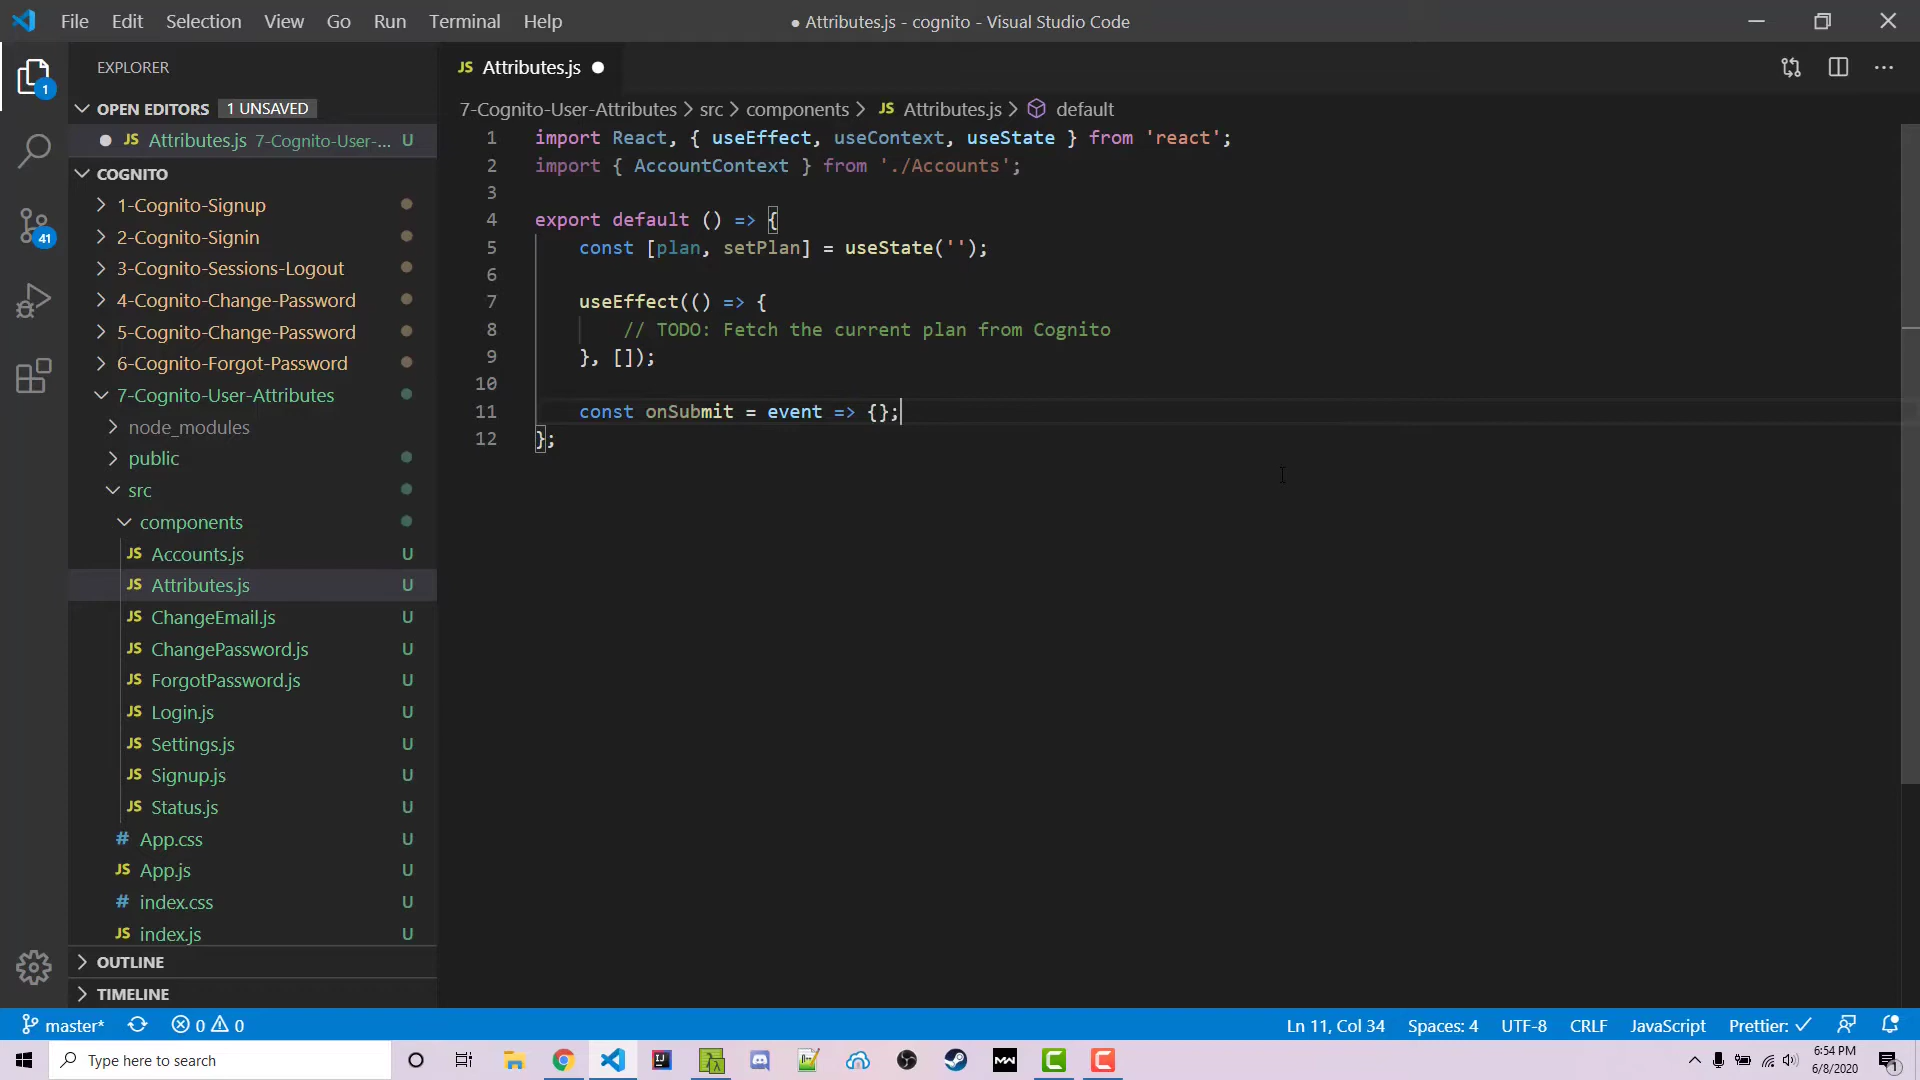 File Edit Selection View Go Run Terminal Help ● Attributes.js - cognito - Visual Studio Code
EXPLORER
JS Attributes.js ●
1
OPEN EDITORS 1 UNSAVED
7-Cognito-User-Attributes > src > components > JS Attributes.js > default
● JS Attributes.js 7-Cognito-User-... U
COGNITO
1-Cognito-Signup
2-Cognito-Signin
41
3-Cognito-Sessions-Logout
4-Cognito-Change-Password
5-Cognito-Change-Password
6-Cognito-Forgot-Password
7-Cognito-User-Attributes
node_modules
public
src
components
JS Accounts.js U
JS Attributes.js U
JS ChangeEmail.js U
JS ChangePassword.js U
JS ForgotPassword.js U
JS Login.js U
JS Settings.js U
JS Signup.js U
JS Status.js U
# App.css U
JS App.js U
# index.css U
JS index.js U
OUTLINE
TIMELINE
1 import React, { useEffect, useContext, useState } from 'react';
2 import { AccountContext } from './Accounts';
3
4 export default () => {
5 const [plan, setPlan] = useState('');
6
7 useEffect(() => {
8 // TODO: Fetch the current plan from Cognito
9 }, []);
10
11 const onSubmit = event => {};
12 };
master* 0 0 Ln 11, Col 34 Spaces: 4 UTF-8 CRLF JavaScript Prettier: ✓
Type here to search
IJ
λ
MW
C
C
6:54 PM
6/8/2020
1